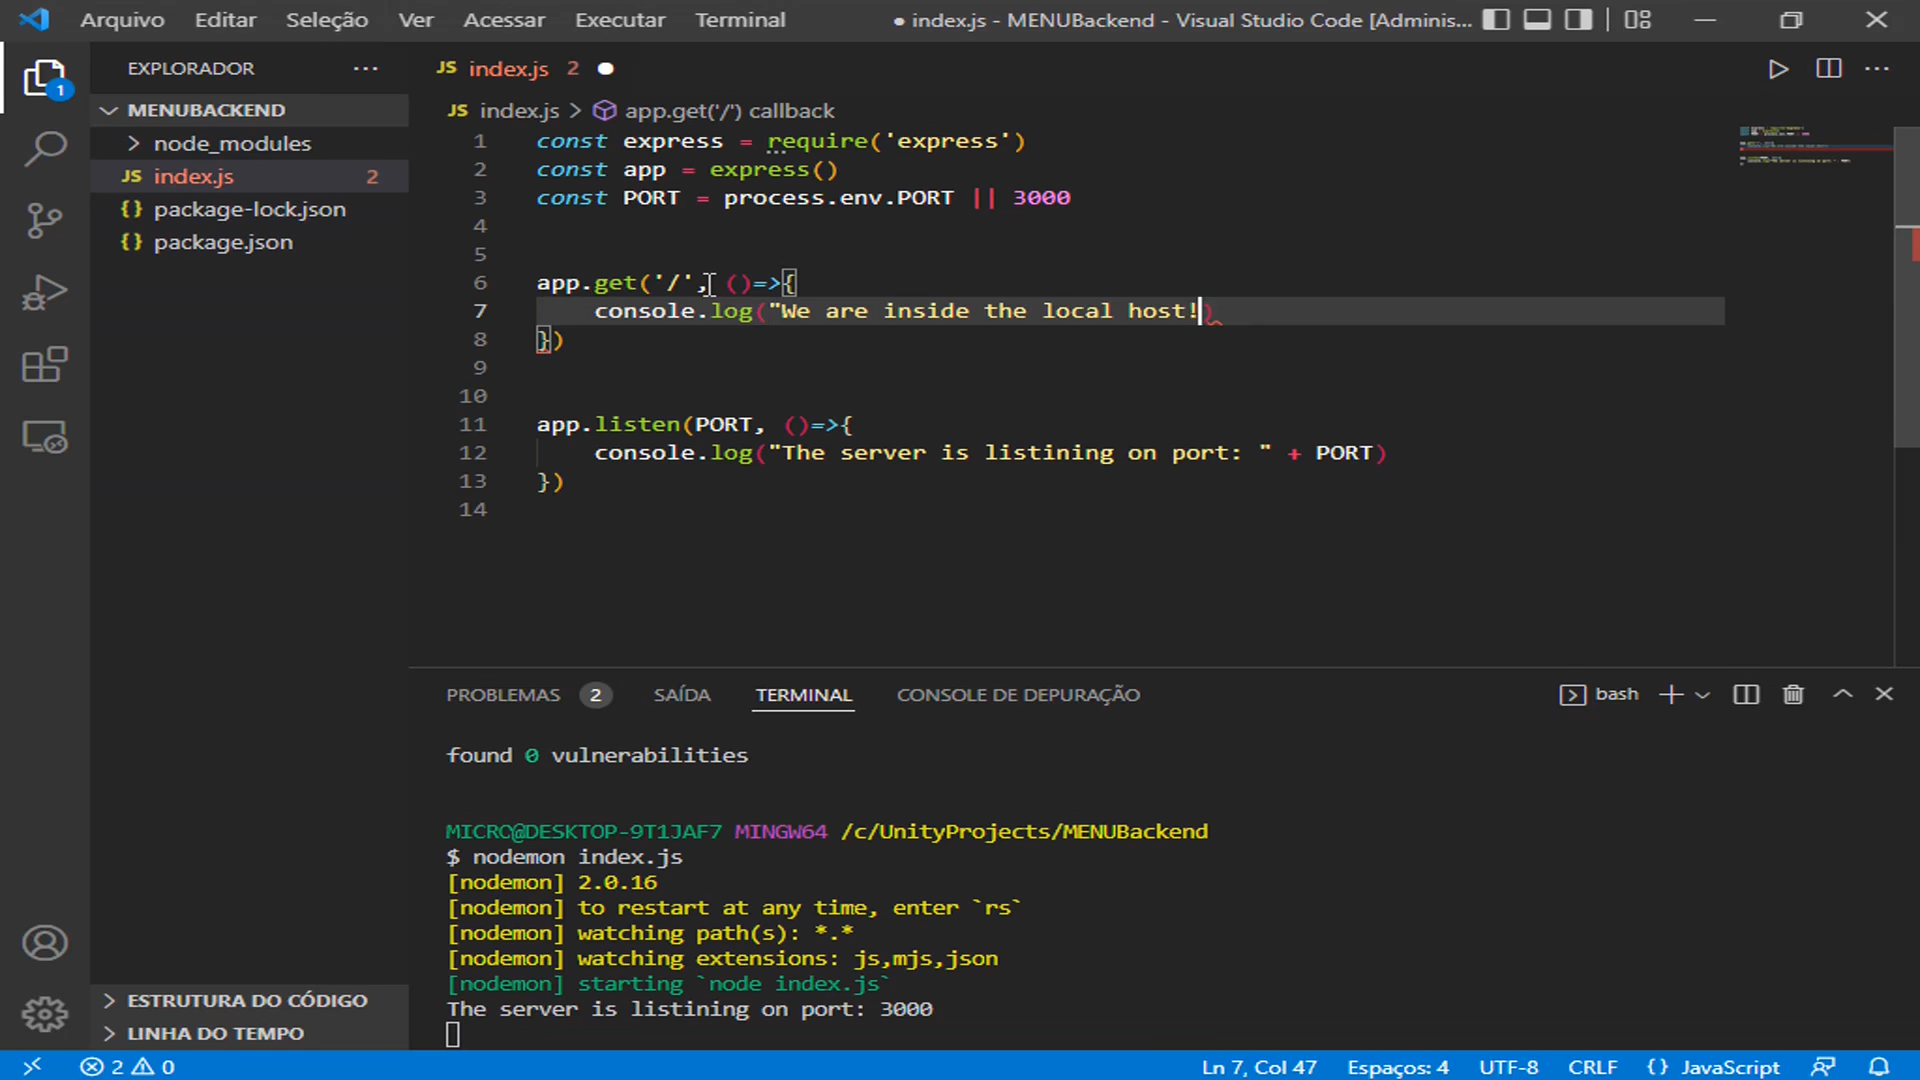 Arquivo Editar Seleção Ver Acessar Executar Terminal ● index.js - MENUBackend - Visual Studio Code [Adminis...
EXPLORADOR ...
JS index.js 2 ●
1
MENUBACKEND
JS index.js > app.get('/') callback
node_modules
JS index.js 2
{} package-lock.json
{} package.json
1 const express = require('express')
2 const app = express()
3 const PORT = process.env.PORT || 3000
4
5
6 app.get('/', ()=>{
7 console.log("We are inside the local host!)
8 })
9
10
11 app.listen(PORT, ()=>{
12 console.log("The server is listining on port: " + PORT)
13 })
14
PROBLEMAS 2 SAÍDA TERMINAL CONSOLE DE DEPURAÇÃO bash
found 0 vulnerabilities
MICRO@DESKTOP-9T1JAF7 MINGW64 /c/UnityProjects/MENUBackend
$ nodemon index.js
[nodemon] 2.0.16
[nodemon] to restart at any time, enter `rs`
[nodemon] watching path(s): *.*
[nodemon] watching extensions: js,mjs,json
[nodemon] starting `node index.js`
The server is listining on port: 3000
ESTRUTURA DO CÓDIGO
LINHA DO TEMPO
2 0 Ln 7, Col 47 Espaços: 4 UTF-8 CRLF {} JavaScript